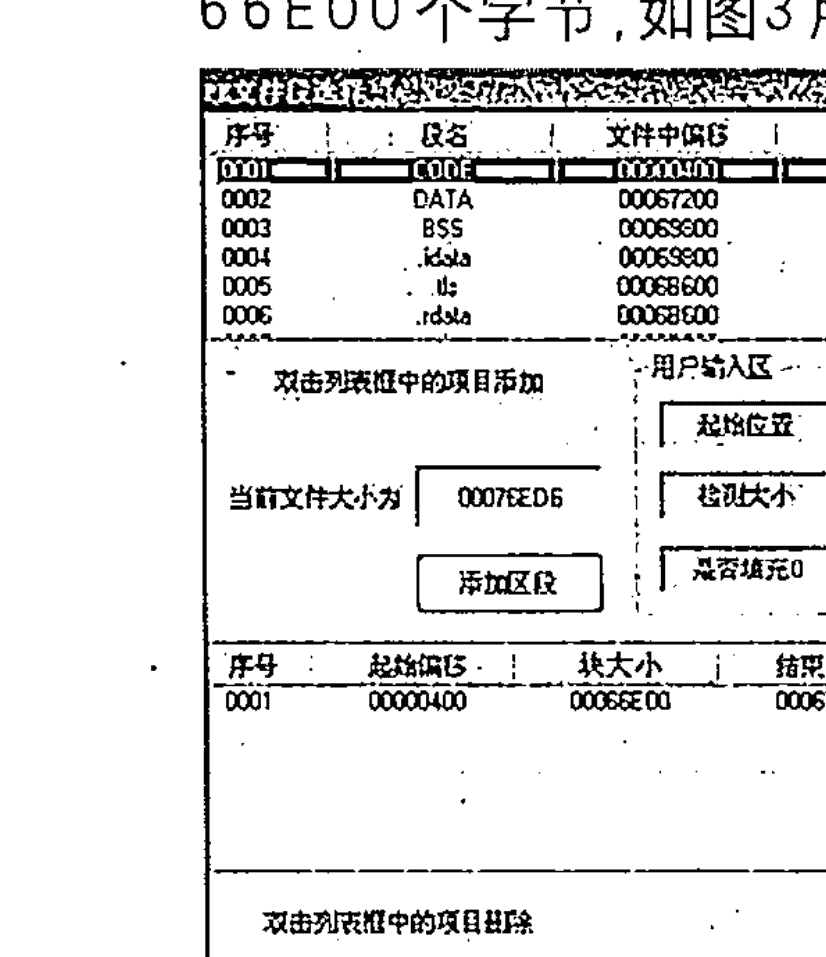 66E00个字节,如图3
序号 段名 文件中偏移
0001 CODE 00000400
0002 DATA 00067200
0003 BSS
0004 .idata
0005 .tls 00068600
0006 .rdata
双击列表框中的项目添加
用户输入区
起始位置
当前文件大小为 00076ED6
检测大小
添加区段
是否填充0
序号 起始偏移 块大小 结束
0001 00000400 00066E00 0006
双击列表框中的项目删除